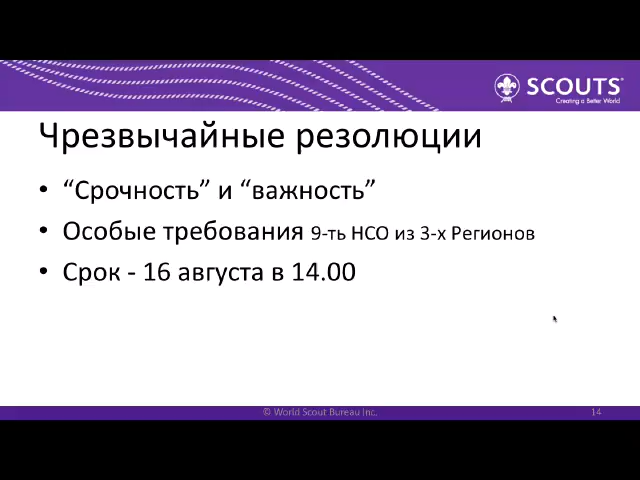 SCOUTS®
Creating a Better World
Чрезвычайные резолюции
• “Срочность” и “важность”
• Особые требования 9-ть НСО из 3-х Регионов
• Срок - 16 августа в 14.00
© World Scout Bureau Inc.
14